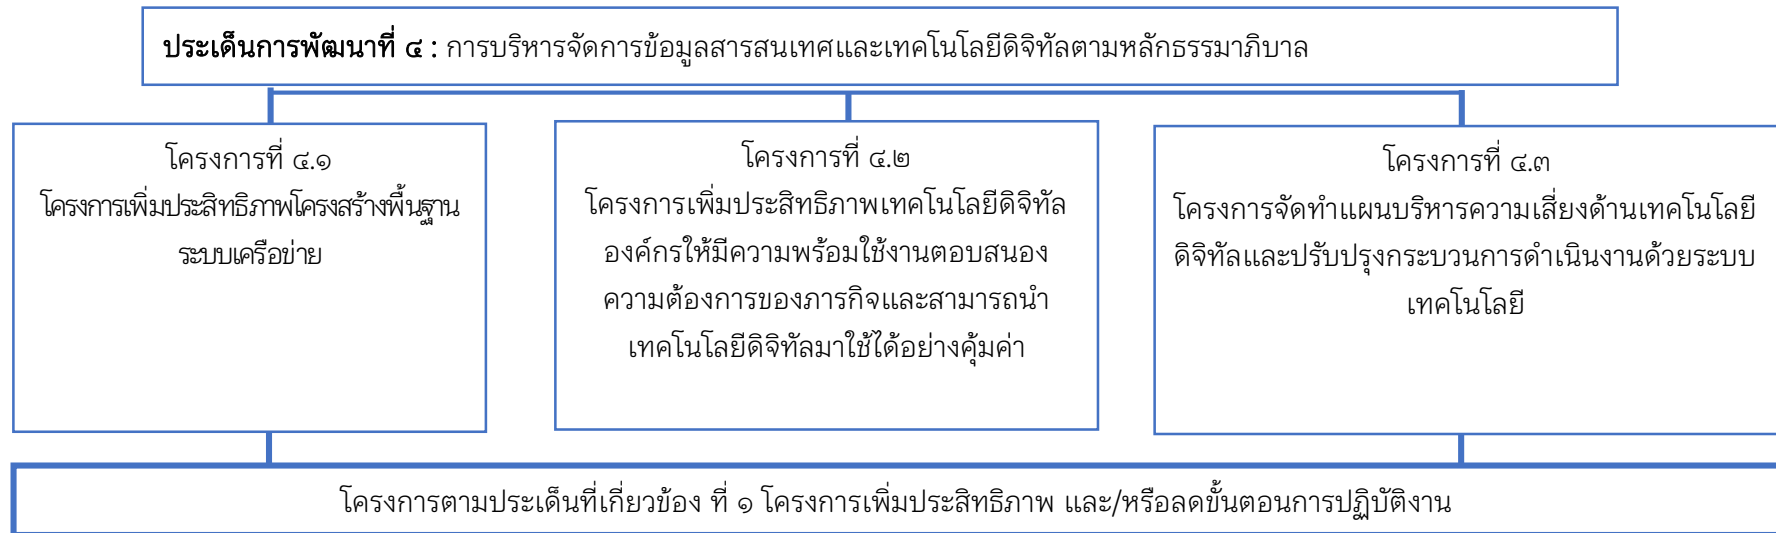 ประเด็นการพัฒนาที่ ๔ : การบริหารจัดการข้อมูลสารสนเทศและเทคโนโลยีดิจิทัลตามหลักธรรมาภิบาล
โครงการที่ ๔.๑
โครงการเพิ่มประสิทธิภาพโครงสร้างพื้นฐาน
ระบบเครือข่าย
โครงการที่ ๔.๒
โครงการเพิ่มประสิทธิภาพเทคโนโลยีดิจิทัล
องค์กรให้มีความพร้อมใช้งานตอบสนอง
ความต้องการของภารกิจและสามารถนำ
เทคโนโลยีดิจิทัลมาใช้ได้อย่างคุ้มค่า
โครงการที่ ๔.๓
โครงการจัดทำแผนบริหารความเสี่ยงด้านเทคโนโลยี
ดิจิทัลและปรับปรุงกระบวนการดำเนินงานด้วยระบบ
เทคโนโลยี
โครงการตามประเด็นที่เกี่ยวข้อง ที่ ๑ โครงการเพิ่มประสิทธิภาพ และ/หรือลดขั้นตอนการปฏิบัติงาน